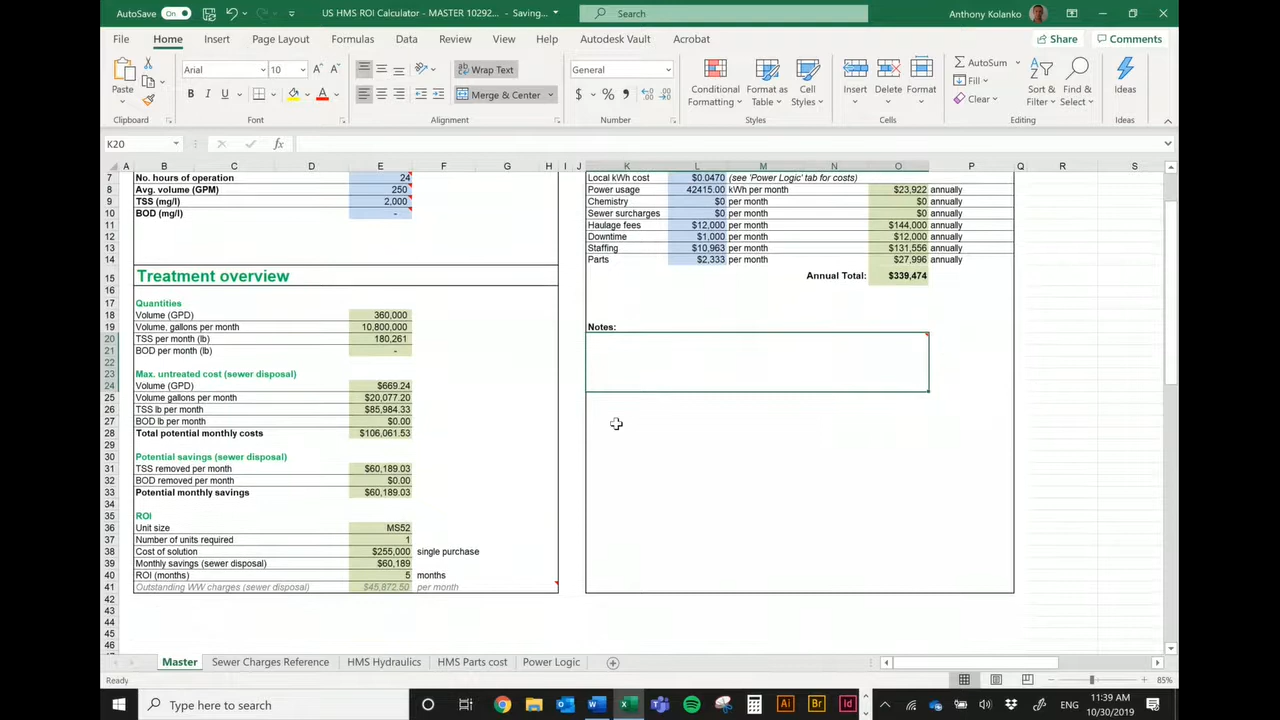 AutoSave On
US HMS ROI Calculator - MASTER 10292... - Saving...
Search
Anthony Kolanko
File Home Insert Page Layout Formulas Data Review View Help Autodesk Vault Acrobat
Share Comments
Paste
Arial 10
Wrap Text
Merge & Center
General
Conditional Formatting
Format as Table
Cell Styles
Insert Delete Format
AutoSum
Fill
Clear
Sort & Filter
Find & Select
Ideas
Clipboard Font Alignment Number Styles Cells Editing Ideas
K20
fx
B C D E F G H I J K L M N O P Q R S
7 No. hours of operation 24 Local kWh cost $0.0470 (see 'Power Logic' tab for costs)
8 Avg. volume (GPM) 250 Power usage 42415.00 kWh per month $23,922 annually
9 TSS (mg/l) 2,000 Chemistry $0 per month $0 annually
10 BOD (mg/l) - Sewer surcharges $0 per month $0 annually
11 Haulage fees $12,000 per month $144,000 annually
12 Downtime $1,000 per month $12,000 annually
13 Staffing $10,963 per month $131,556 annually
14 Parts $2,333 per month $27,996 annually
15 Treatment overview Annual Total: $339,474
16
17 Quantities
18 Volume (GPD) 360,000
19 Volume, gallons per month 10,800,000 Notes:
20 TSS per month (lb) 180,261
21 BOD per month (lb) -
22
23 Max. untreated cost (sewer disposal)
24 Volume (GPD) $669.24
25 Volume gallons per month $20,077.20
26 TSS lb per month $85,984.33
27 BOD lb per month $0.00
28 Total potential monthly costs $106,061.53
29
30 Potential savings (sewer disposal)
31 TSS removed per month $60,189.03
32 BOD removed per month $0.00
33 Potential monthly savings $60,189.03
34
35 ROI
36 Unit size MS52
37 Number of units required 1
38 Cost of solution $255,000 single purchase
39 Monthly savings (sewer disposal) $60,189
40 ROI (months) 5 months
41 Outstanding WW charges (sewer disposal) $45,872.50 per month
42
43
44
45
46
Master Sewer Charges Reference HMS Hydraulics HMS Parts cost Power Logic
Ready
85%
Type here to search
Ai Br Id
ENG
11:39 AM
10/30/2019